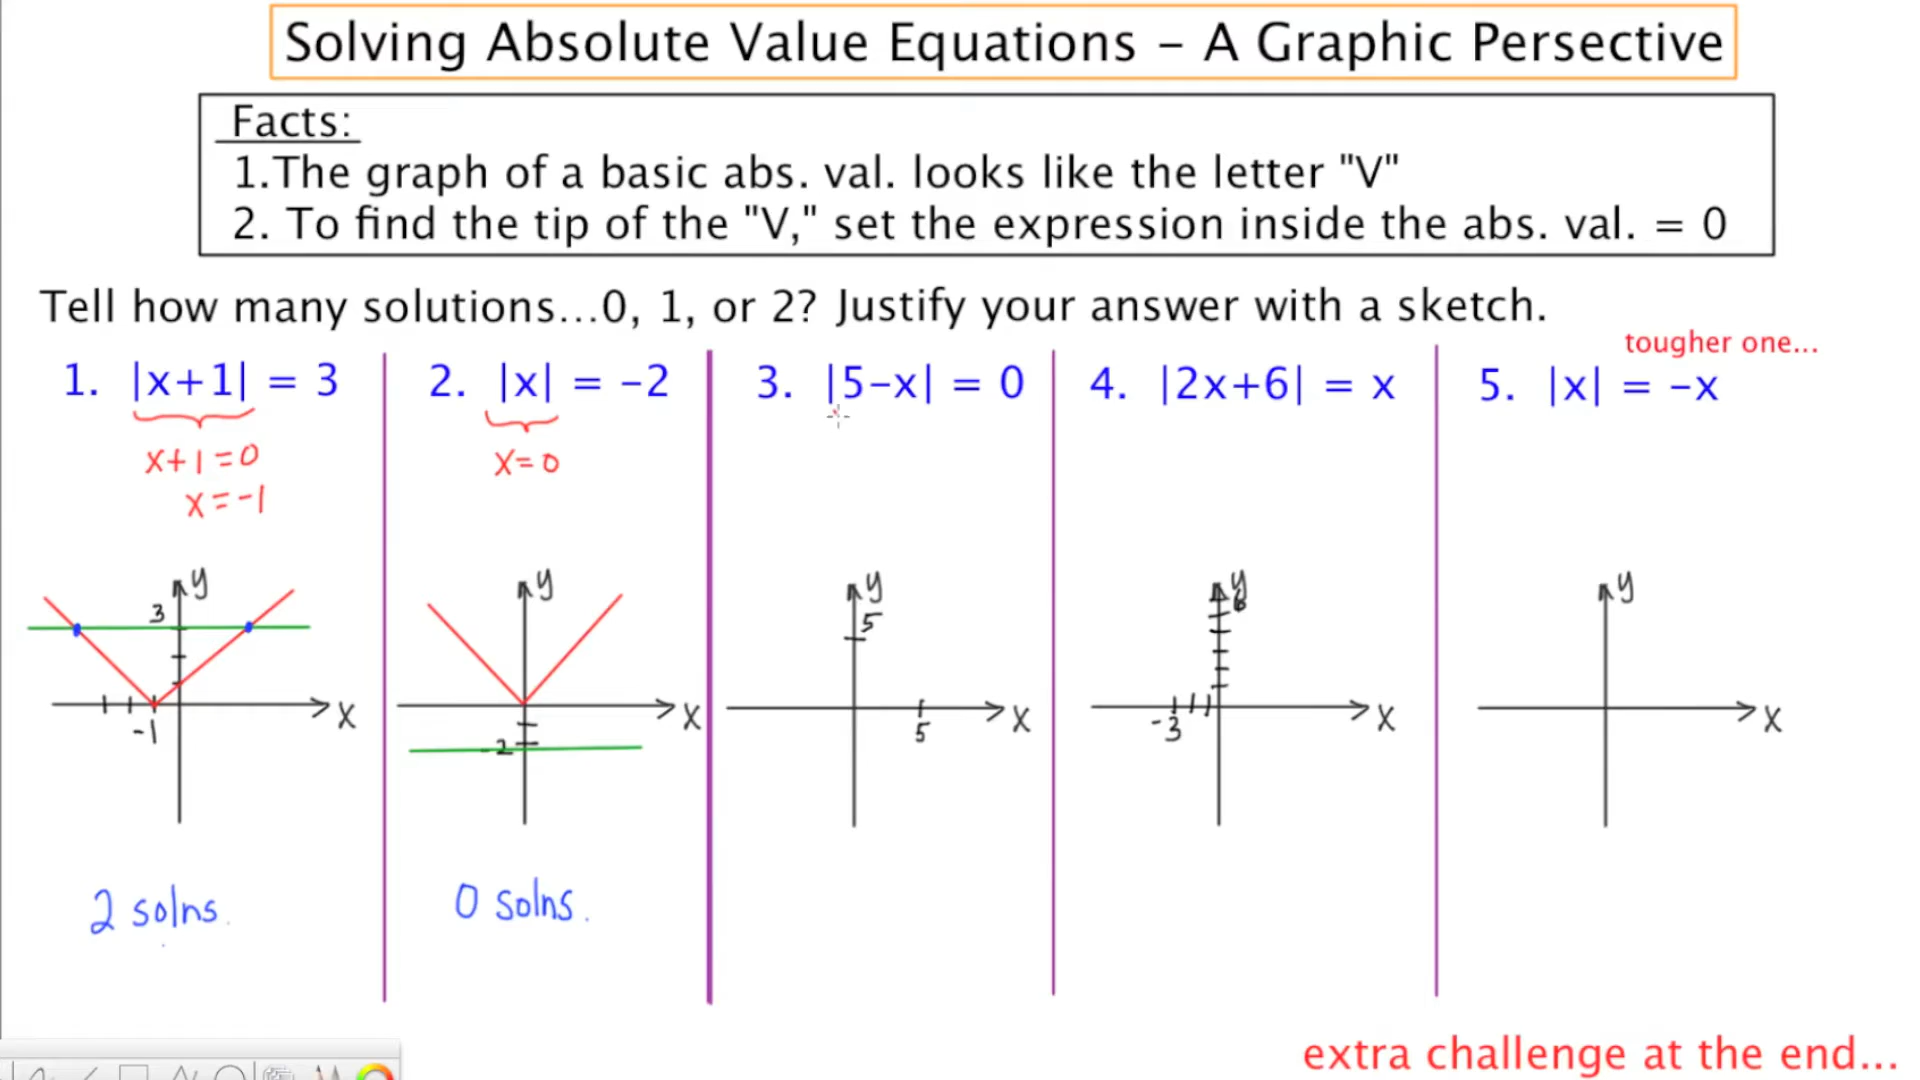 Solving Absolute Value Equations – A Graphic Persective
Facts:
1.The graph of a basic abs. val. looks like the letter "V"
2. To find the tip of the "V," set the expression inside the abs. val. = 0
Tell how many solutions...0, 1, or 2? Justify your answer with a sketch.
tougher one...
1. |x+1| = 3
x+1=0
x=-1
y
3
-1
x
2 solns.
2. |x| = -2
x=0
y
-2
x
0 solns.
3. |5-x| = 0
y
5
5
x
4. |2x+6| = x
y
6
-3
x
5. |x| = -x
y
x
extra challenge at the end...